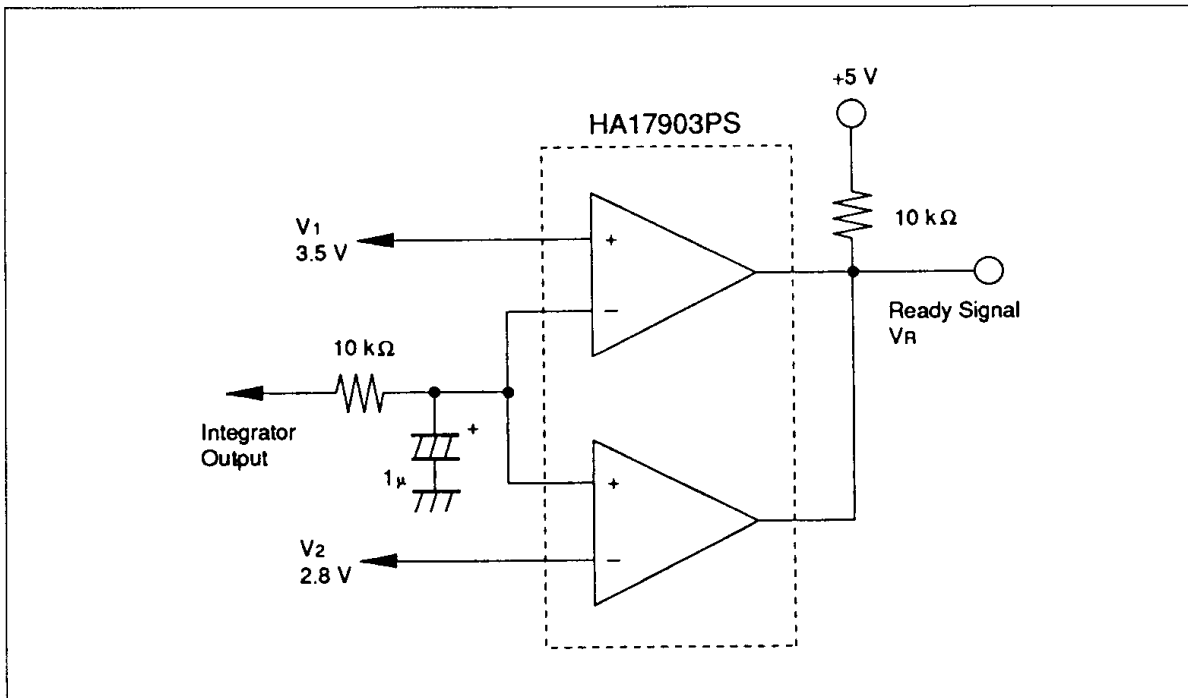 +5 V
HA17903PS
10 kΩ
V1
3.5 V
+
−
Ready Signal
VR
10 kΩ
+
Integrator
Output
1μ
+
V2
2.8 V
−